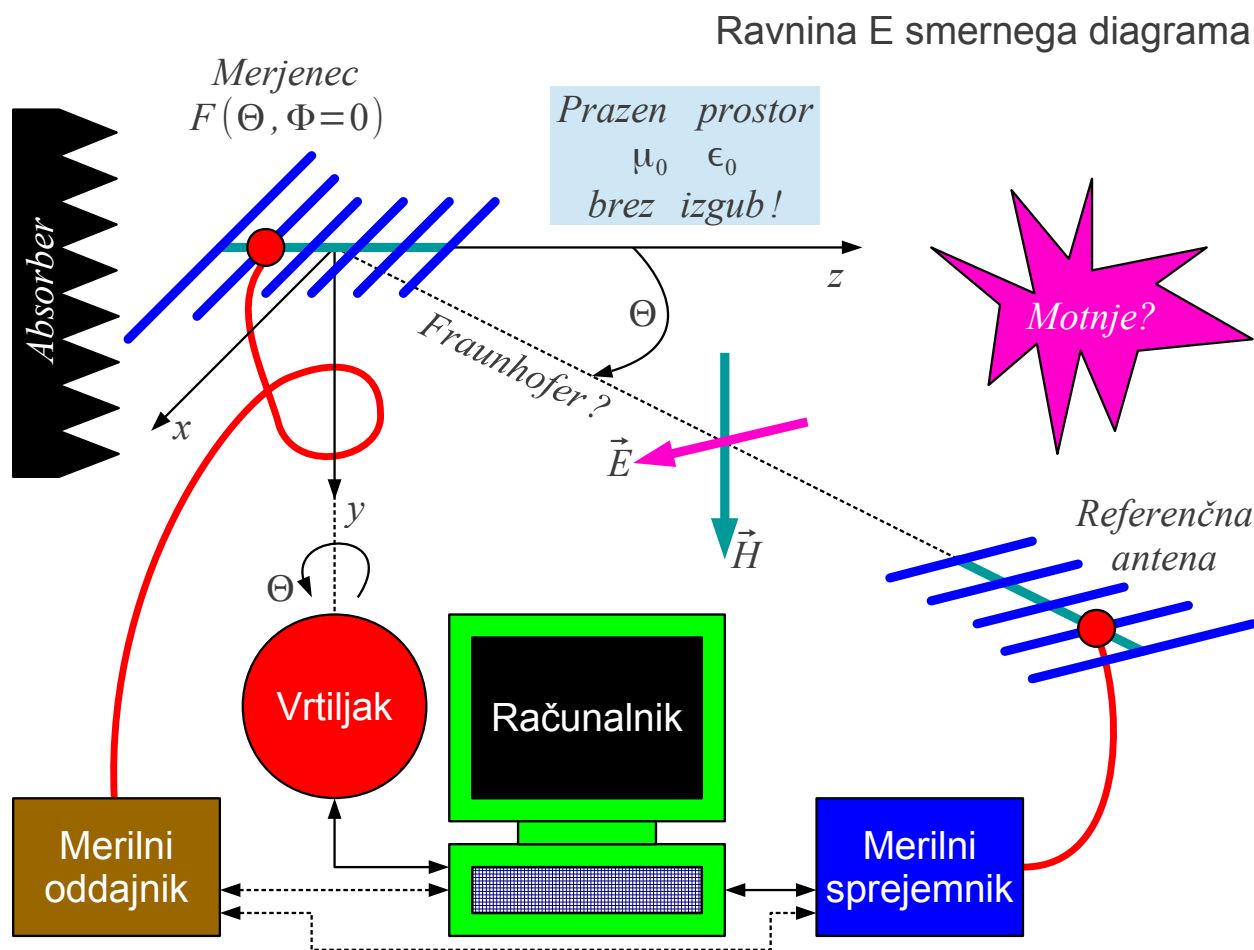 Ravnina E smernega diagrama
Merjenec
F(Θ, Φ=0)
Prazen prostor
μ₀ ϵ₀
brez izgub!
Absorber
z
Θ
Motnje?
Fraunhofer?
x
E⃗
y
H⃗
Referenčna
antena
Θ
Vrtiljak
Računalnik
Merilni
oddajnik
Merilni
sprejemnik